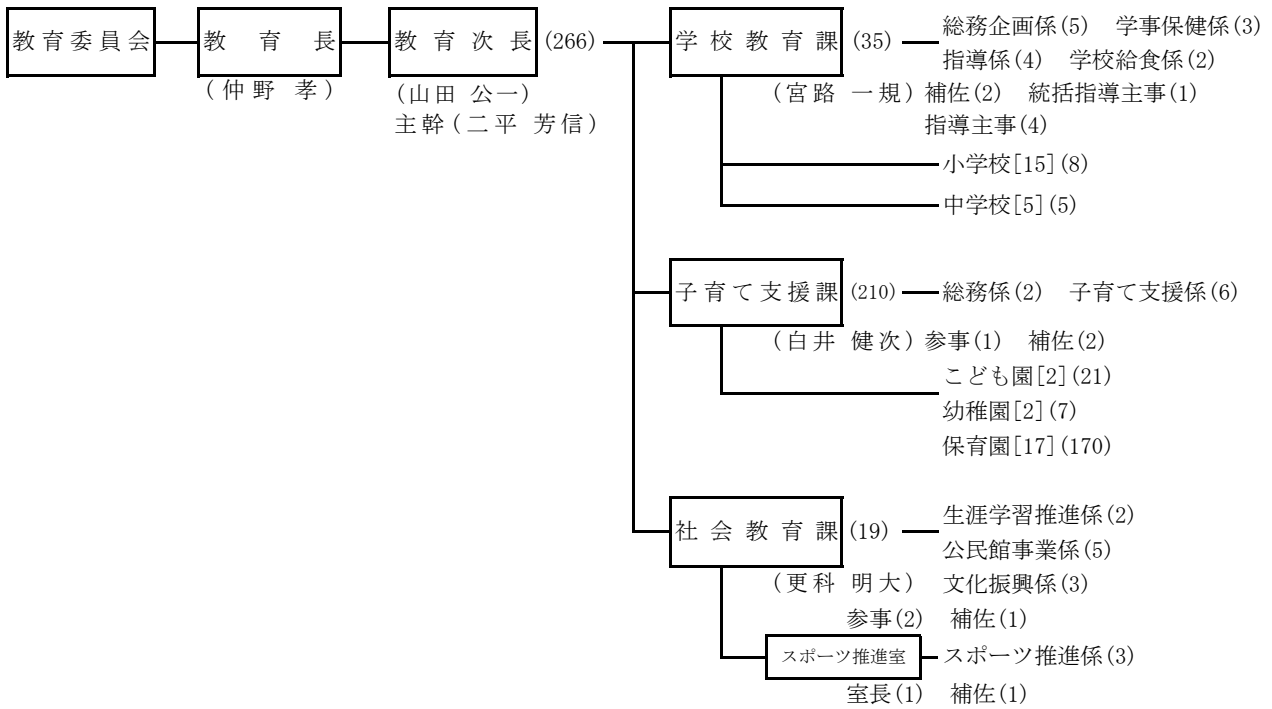 教育委員会 教育長 教育次長(266) 学校教育課(35) 総務企画係(5) 学事保健係(3)
指導係(4) 学校給食係(2)
(仲野 孝) (山田 公一) (宮路 一規) 補佐(2) 統括指導主事(1)
主幹(二平 芳信) 指導主事(4)
小学校[15](8)
中学校[5](5)
子育て支援課(210) 総務係(2) 子育て支援係(6)
(白井 健次) 参事(1) 補佐(2)
こども園[2](21)
幼稚園[2](7)
保育園[17](170)
社会教育課(19) 生涯学習推進係(2)
公民館事業係(5)
(更科 明大) 文化振興係(3)
参事(2) 補佐(1)
スポーツ推進室 スポーツ推進係(3)
室長(1) 補佐(1)